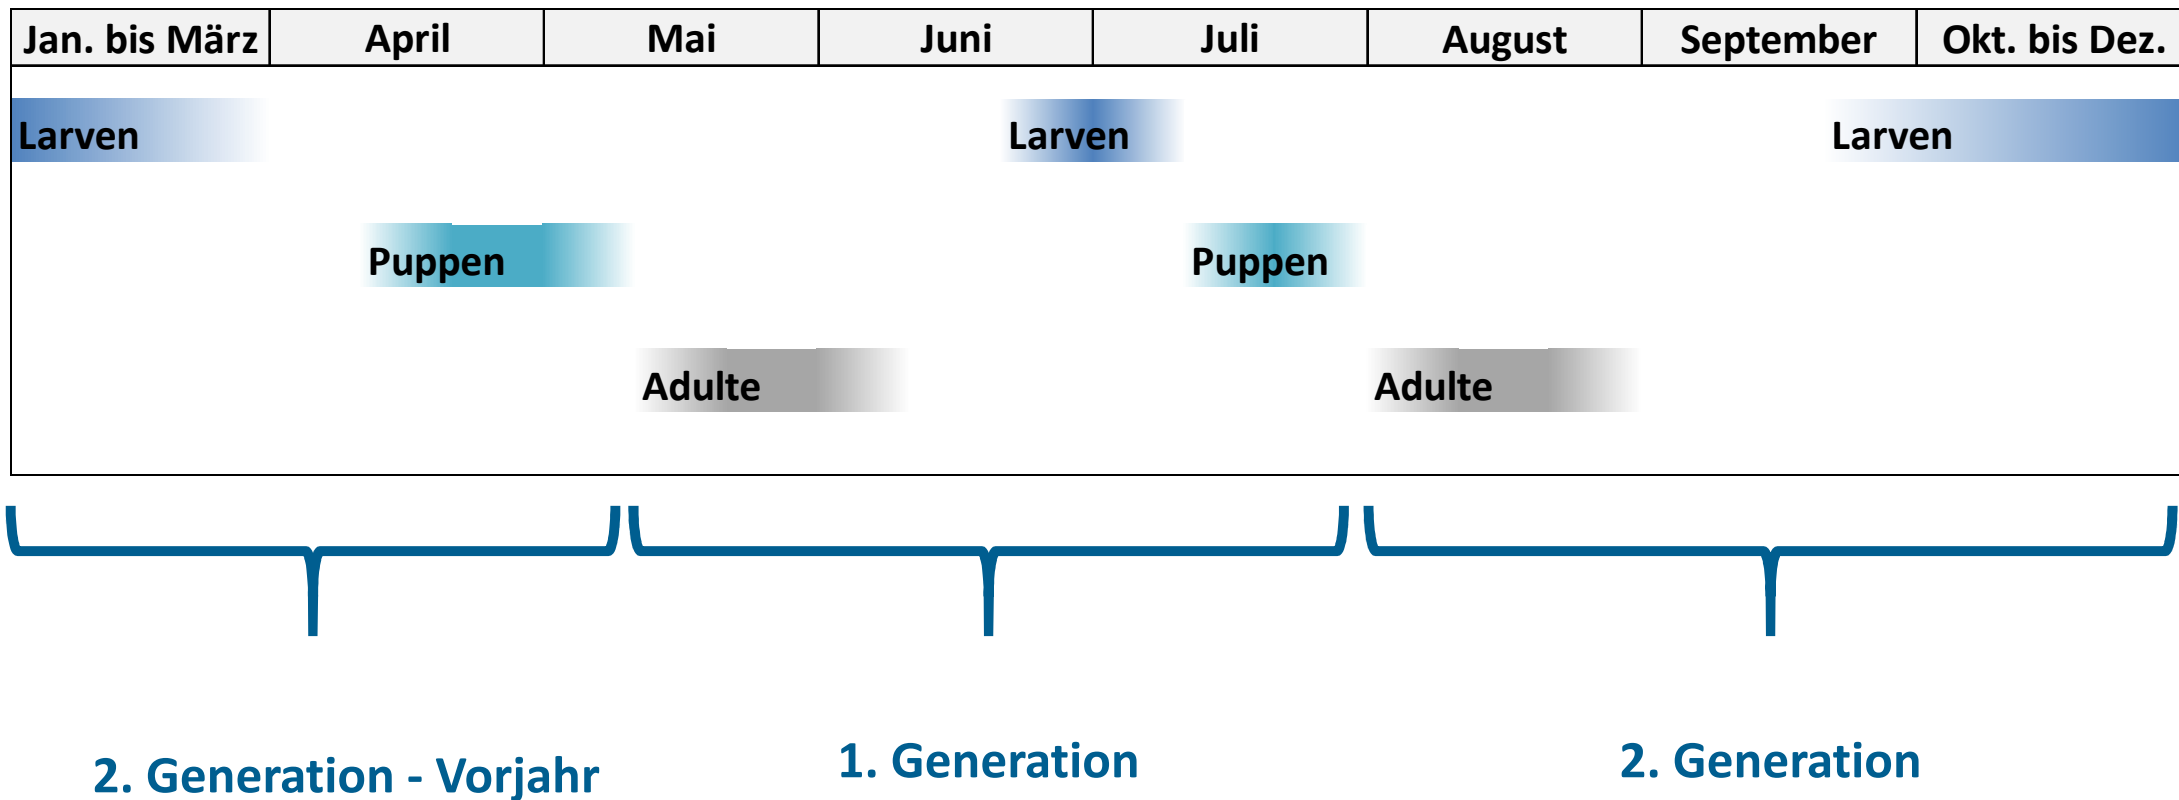 Jan. bis März April Mai Juni Juli August September Okt. bis Dez.
Larven Larven Larven
Puppen Puppen
Adulte Adulte
2. Generation - Vorjahr 1. Generation 2. Generation